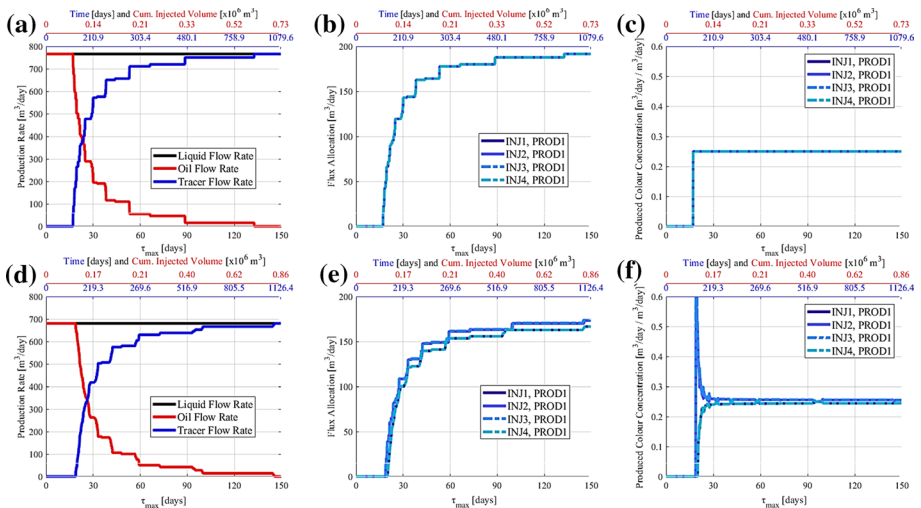 Time [days] and Cum. Injected Volume [x10⁶ m³]
0 0.14 0.21 0.33 0.52 0.73
0 210.9 303.4 480.1 758.9 1079.6
(a)
800
700
600
500
400
300
200
100
0
Production Rate [m³/day]
Liquid Flow Rate
Oil Flow Rate
Tracer Flow Rate
0 30 60 90 120 150
τmax [days]
Time [days] and Cum. Injected Volume [x10⁶ m³]
0 0.14 0.21 0.33 0.52 0.73
0 210.9 303.4 480.1 758.9 1079.6
(b)
200
150
100
50
0
Flux Allocation [m³/day]
INJ1, PROD1
INJ2, PROD1
INJ3, PROD1
INJ4, PROD1
0 30 60 90 120 150
τmax [days]
Time [days] and Cum. Injected Volume [x10⁶ m³]
0 0.14 0.21 0.33 0.52 0.73
0 210.9 303.4 480.1 758.9 1079.6
(c)
0.6
0.5
0.4
0.3
0.2
0.1
0
Produced Colour Concentration [m³/day / m³/day]
INJ1, PROD1
INJ2, PROD1
INJ3, PROD1
INJ4, PROD1
0 30 60 90 120 150
τmax [days]
Time [days] and Cum. Injected Volume [x10⁶ m³]
0 0.17 0.21 0.40 0.62 0.86
0 219.3 269.6 516.9 805.5 1126.4
(d)
800
700
600
500
400
300
200
100
0
Production Rate [m³/day]
Liquid Flow Rate
Oil Flow Rate
Tracer Flow Rate
0 30 60 90 120 150
τmax [days]
Time [days] and Cum. Injected Volume [x10⁶ m³]
0 0.17 0.21 0.40 0.62 0.86
0 219.3 269.6 516.9 805.5 1126.4
(e)
200
150
100
50
0
Flux Allocation [m³/day]
INJ1, PROD1
INJ2, PROD1
INJ3, PROD1
INJ4, PROD1
0 30 60 90 120 150
τmax [days]
Time [days] and Cum. Injected Volume [x10⁶ m³]
0 0.17 0.21 0.40 0.62 0.86
0 219.3 269.6 516.9 805.5 1126.4
(f)
0.6
0.5
0.4
0.3
0.2
0.1
0
Produced Colour Concentration [m³/day / m³/day]
INJ1, PROD1
INJ2, PROD1
INJ3, PROD1
INJ4, PROD1
0 30 60 90 120 150
τmax [days]